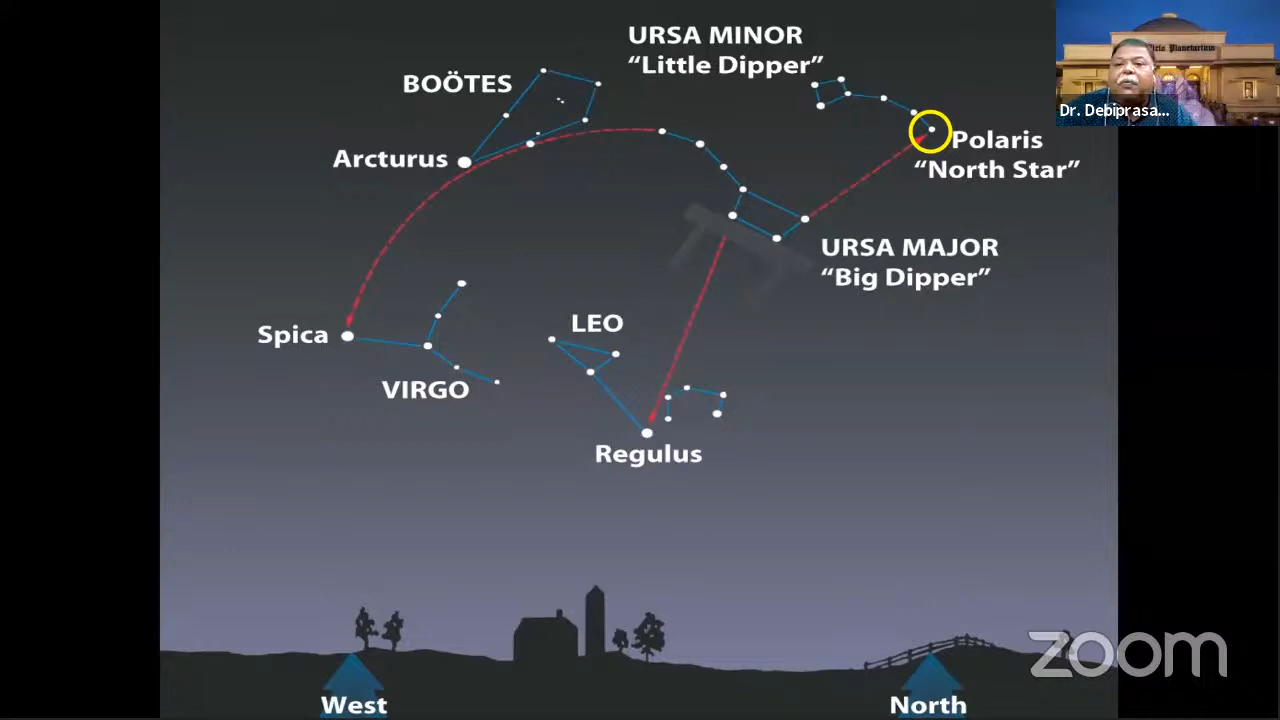 URSA MINOR
“Little Dipper”
BOÖTES
Arcturus
Polaris
“North Star”
URSA MAJOR
“Big Dipper”
Spica
LEO
VIRGO
Regulus
West
North
zoom
Planetarium
Dr. Debiprasa...